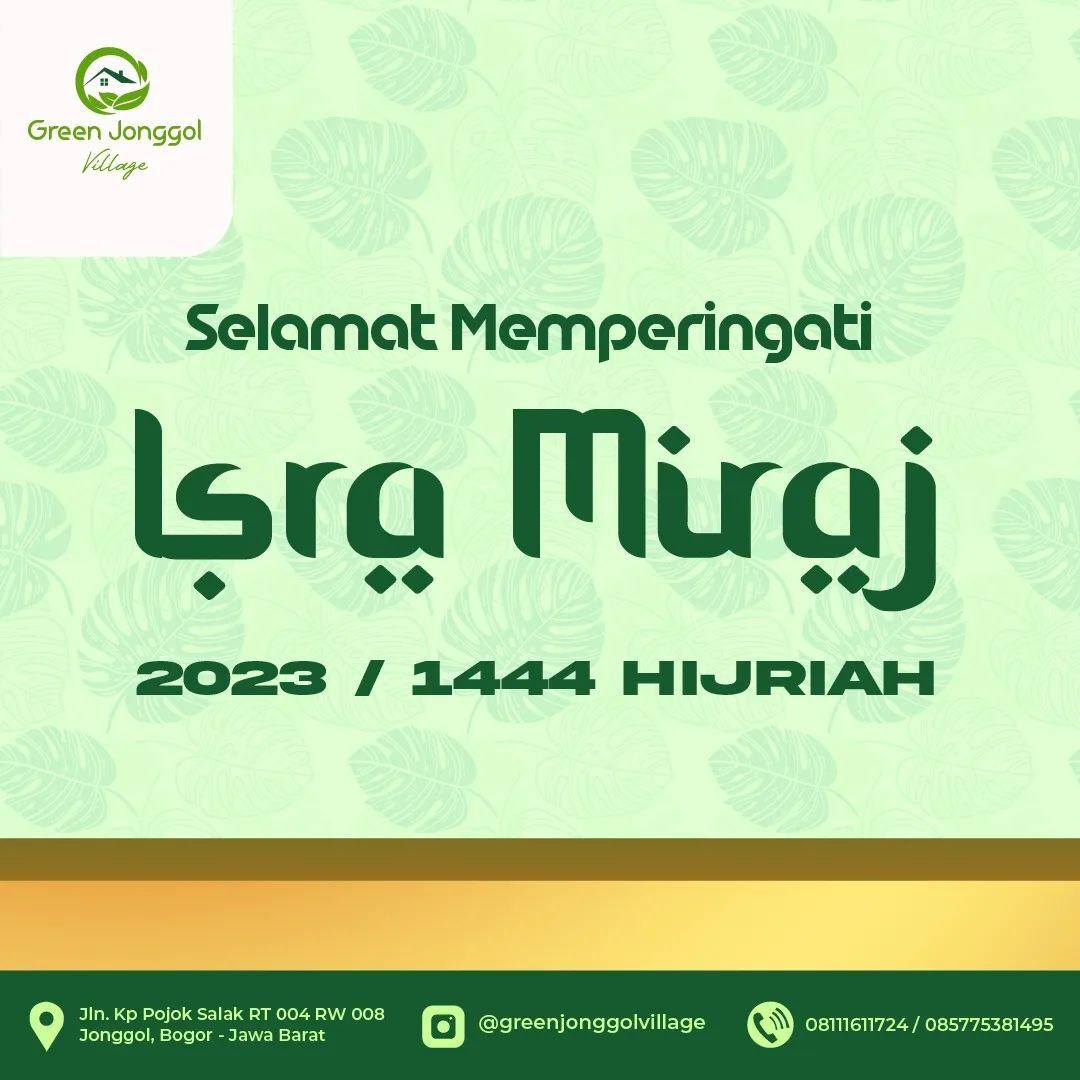 Green Jonggol
Village
Selamat Memperingati
Isra Miraj
2023 / 1444 HIJRIAH
Jln. Kp Pojok Salak RT 004 RW 008
Jonggol, Bogor - Jawa Barat
@greenjonggolvillage
08111611724 / 085775381495